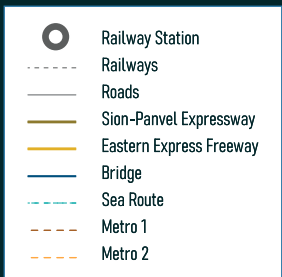 Railway Station
Railways
Roads
Sion-Panvel Expressway
Eastern Express Freeway
Bridge
Sea Route
Metro 1
Metro 2